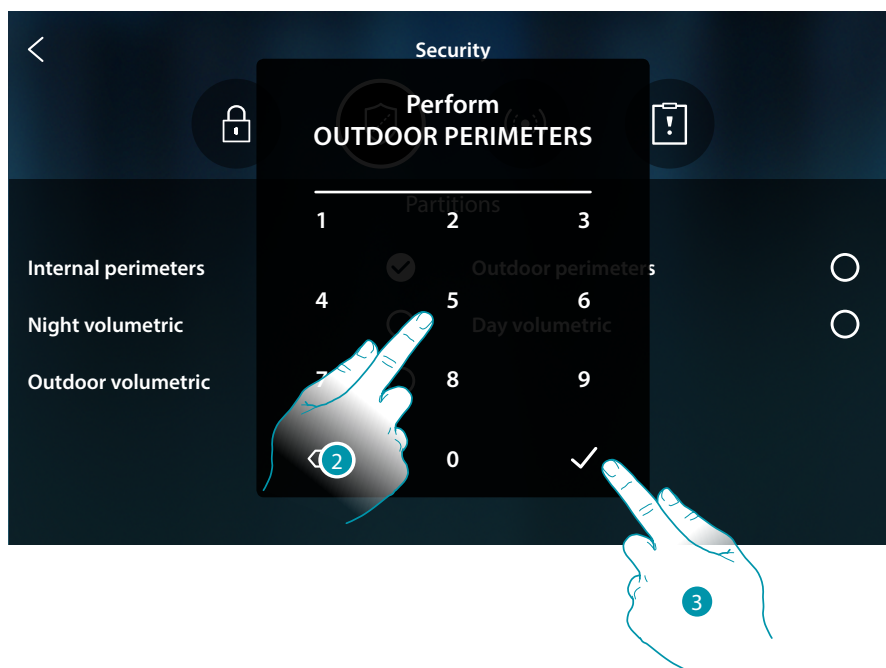 Security
Perform
OUTDOOR PERIMETERS
Partitions
1 2 3
Internal perimeters Outdoor perimeters
4 5 6
Night volumetric Day volumetric
Outdoor volumetric
7 8 9
2 0
3